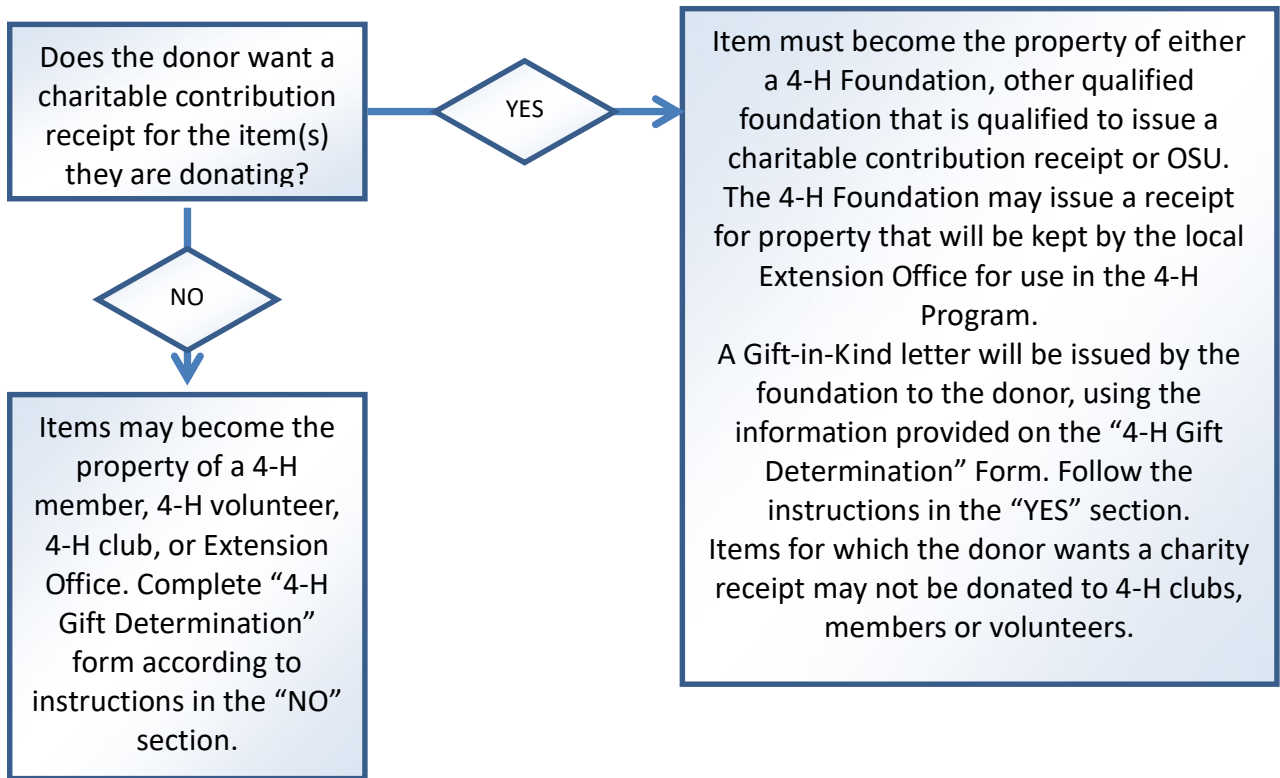 Does the donor want a
charitable contribution
receipt for the item(s)
they are donating?
YES
Item must become the property of either
a 4-H Foundation, other qualified
foundation that is qualified to issue a
charitable contribution receipt or OSU.
The 4-H Foundation may issue a receipt
for property that will be kept by the local
Extension Office for use in the 4-H
Program.
A Gift-in-Kind letter will be issued by the
foundation to the donor, using the
information provided on the “4-H Gift
Determination” Form. Follow the
instructions in the “YES” section.
Items for which the donor wants a charity
receipt may not be donated to 4-H clubs,
members or volunteers.
NO
Items may become the
property of a 4-H
member, 4-H volunteer,
4-H club, or Extension
Office. Complete “4-H
Gift Determination”
form according to
instructions in the “NO”
section.